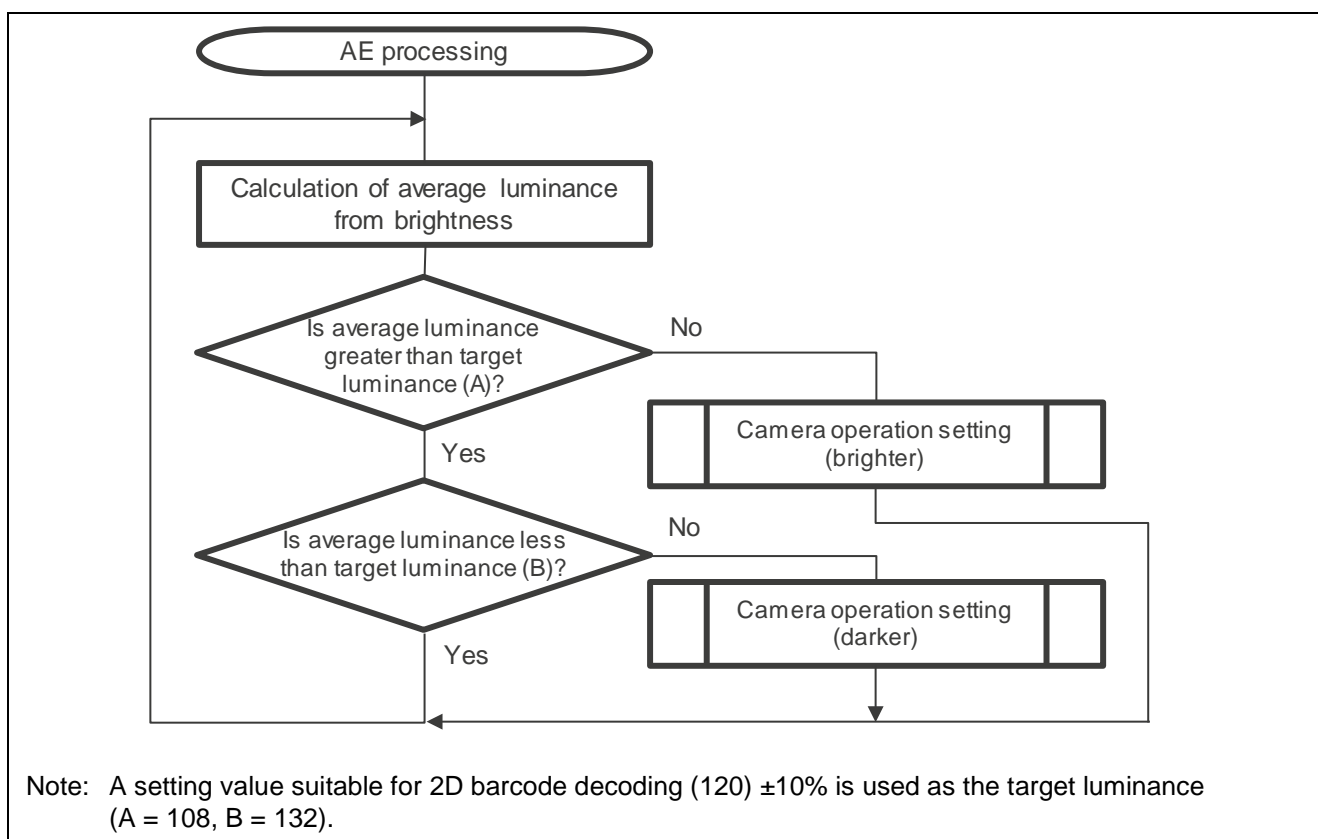 AE processing
Calculation of average luminance
from brightness
Is average luminance
greater than target
luminance (A)?
No
Camera operation setting
(brighter)
Yes
Is average luminance less
than target luminance (B)?
No
Camera operation setting
(darker)
Yes
Note: A setting value suitable for 2D barcode decoding (120) ±10% is used as the target luminance
(A = 108, B = 132).